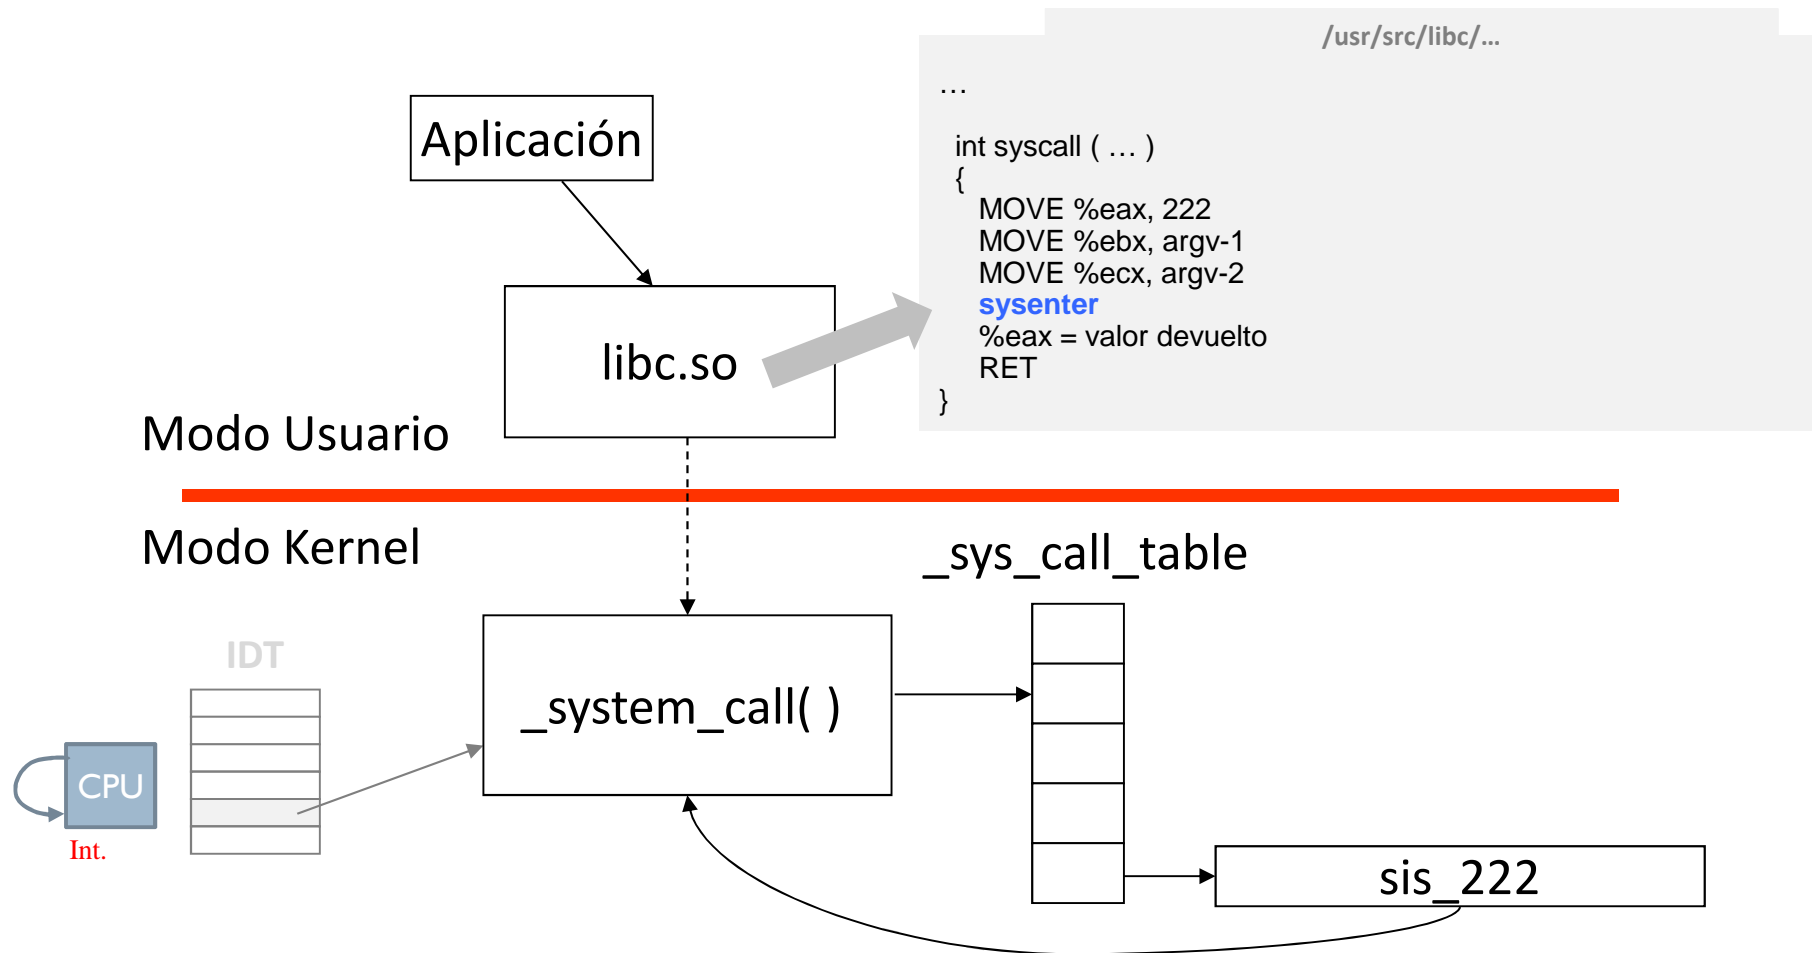 /usr/src/libc/…
…
int syscall ( … )
{
MOVE %eax, 222
MOVE %ebx, argv-1
MOVE %ecx, argv-2
sysenter
%eax = valor devuelto
RET
}
Aplicación
libc.so
Modo Usuario
Modo Kernel
_sys_call_table
IDT
_system_call( )
CPU
Int.
sis_222